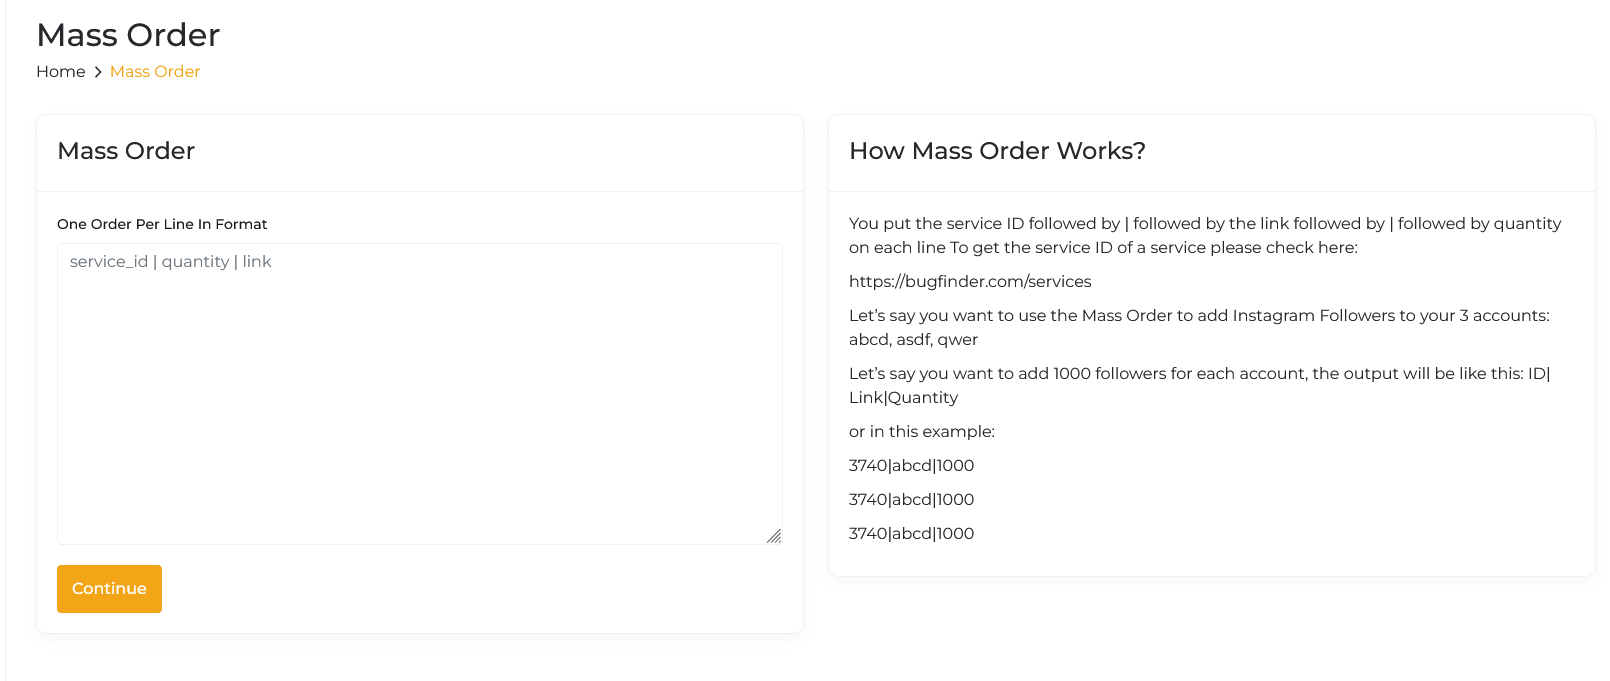 Mass Order
Home > Mass Order
Mass Order
One Order Per Line In Format
service_id | quantity | link
Continue
How Mass Order Works?
You put the service ID followed by | followed by the link followed by | followed by quantity
on each line To get the service ID of a service please check here:
https://bugfinder.com/services
Let’s say you want to use the Mass Order to add Instagram Followers to your 3 accounts:
abcd, asdf, qwer
Let’s say you want to add 1000 followers for each account, the output will be like this: ID|
Link|Quantity
or in this example:
3740|abcd|1000
3740|abcd|1000
3740|abcd|1000